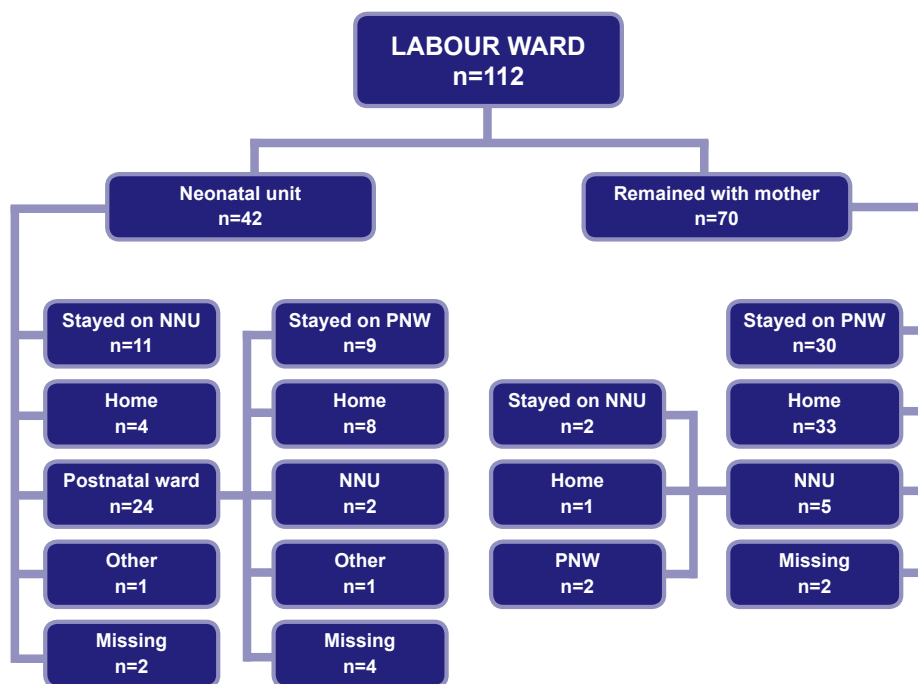 LABOUR WARD
n=112
Neonatal unit
n=42
Remained with mother
n=70
Stayed on NNU
n=11
Home
n=4
Postnatal ward
n=24
Other
n=1
Missing
n=2
Stayed on PNW
n=9
Home
n=8
NNU
n=2
Other
n=1
Missing
n=4
Stayed on NNU
n=2
Home
n=1
PNW
n=2
Stayed on PNW
n=30
Home
n=33
NNU
n=5
Missing
n=2